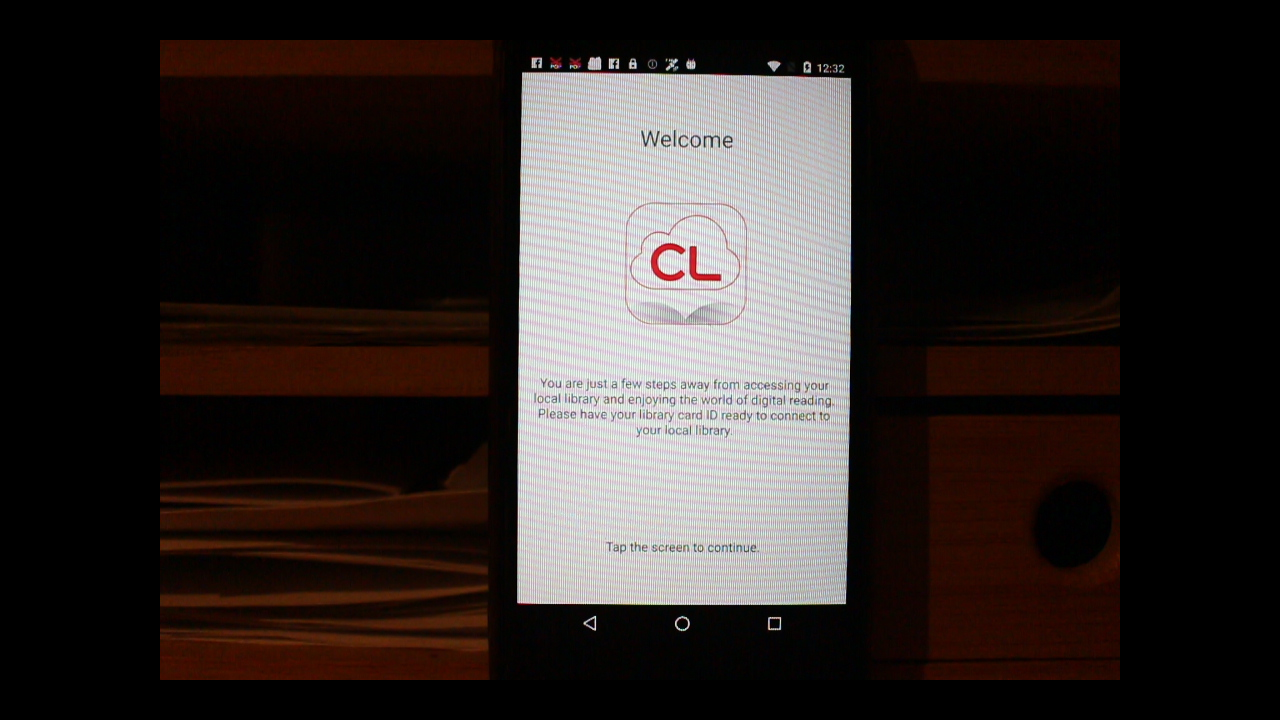 12:32
Welcome
CL
You are just a few steps away from accessing your
local library and enjoying the world of digital reading.
Please have your library card ID ready to connect to
your local library.
Tap the screen to continue.